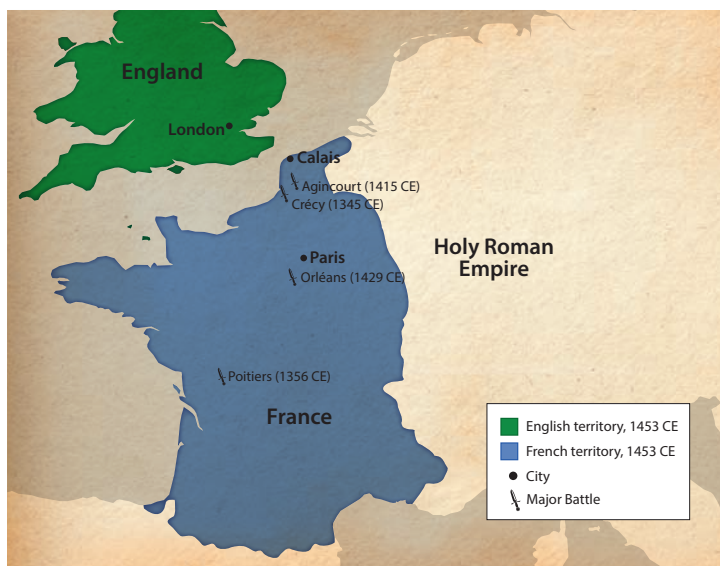 England
London
Calais
Agincourt (1415 CE)
Crécy (1345 CE)
Paris
Orléans (1429 CE)
Holy Roman
Empire
Poitiers (1356 CE)
France
English territory, 1453 CE
French territory, 1453 CE
City
Major Battle